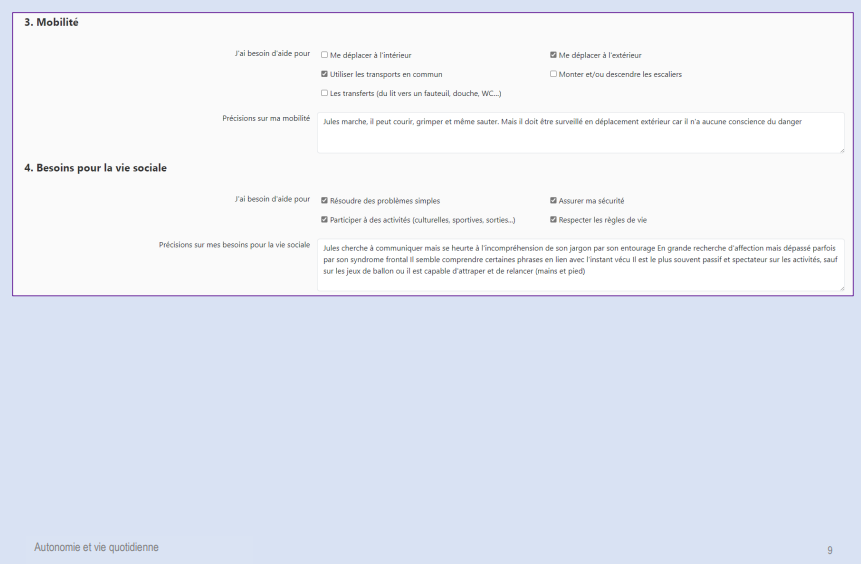 3. Mobilité
J'ai besoin d'aide pour
Me déplacer à l'intérieur
Me déplacer à l'extérieur
Utiliser les transports en commun
Monter et/ou descendre les escaliers
Les transferts (du lit vers un fauteuil, douche, WC...)
Précisions sur ma mobilité
Jules marche, il peut courir, grimper et même sauter. Mais il doit être surveillé en déplacement extérieur car il n'a aucune conscience du danger
4. Besoins pour la vie sociale
J'ai besoin d'aide pour
Résoudre des problèmes simples
Assurer ma sécurité
Participer à des activités (culturelles, sportives, sorties...)
Respecter les règles de vie
Précisions sur mes besoins pour la vie sociale
Jules cherche à communiquer mais se heurte à l'incompréhension de son jargon par son entourage En grande recherche d'affection mais dépassé parfois
par son syndrome frontal Il semble comprendre certaines phrases en lien avec l'instant vécu Il est le plus souvent passif et spectateur sur les activités, sauf
sur les jeux de ballon ou il est capable d'attraper et de relancer (mains et pied)
Autonomie et vie quotidienne
9